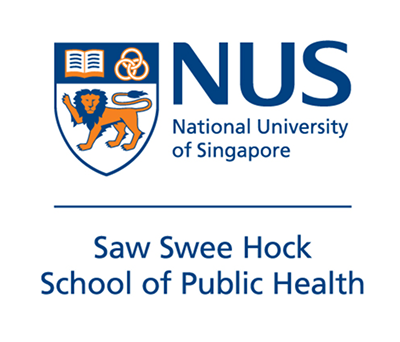 NUS
National University
of Singapore
Saw Swee Hock
School of Public Health